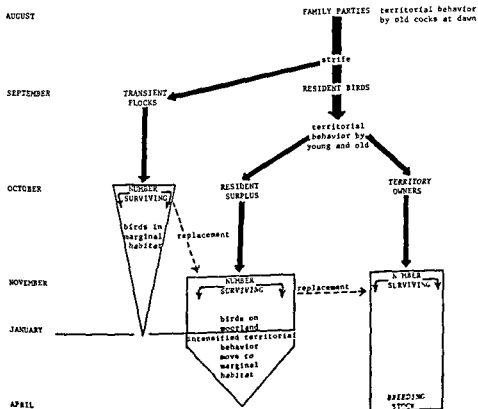 AUGUST
FAMILY PARTIES territorial behavior
by old cocks at dawn
strife
SEPTEMBER
TRANSIENT
FLOCKS
RESIDENT BIRDS
territorial
behavior by
young and old
OCTOBER
NUMBER
SURVIVING
RESIDENT
SURPLUS
TERRITORY
OWNERS
birds in
marginal
habitat
replacement
NOVEMBER
NUMBER
SURVIVING
replacement
NUMBER
SURVIVING
JANUARY
birds on
moorland
intensified territorial
behavior
move to
marginal
habitat
APRIL
BREEDING
STOCK